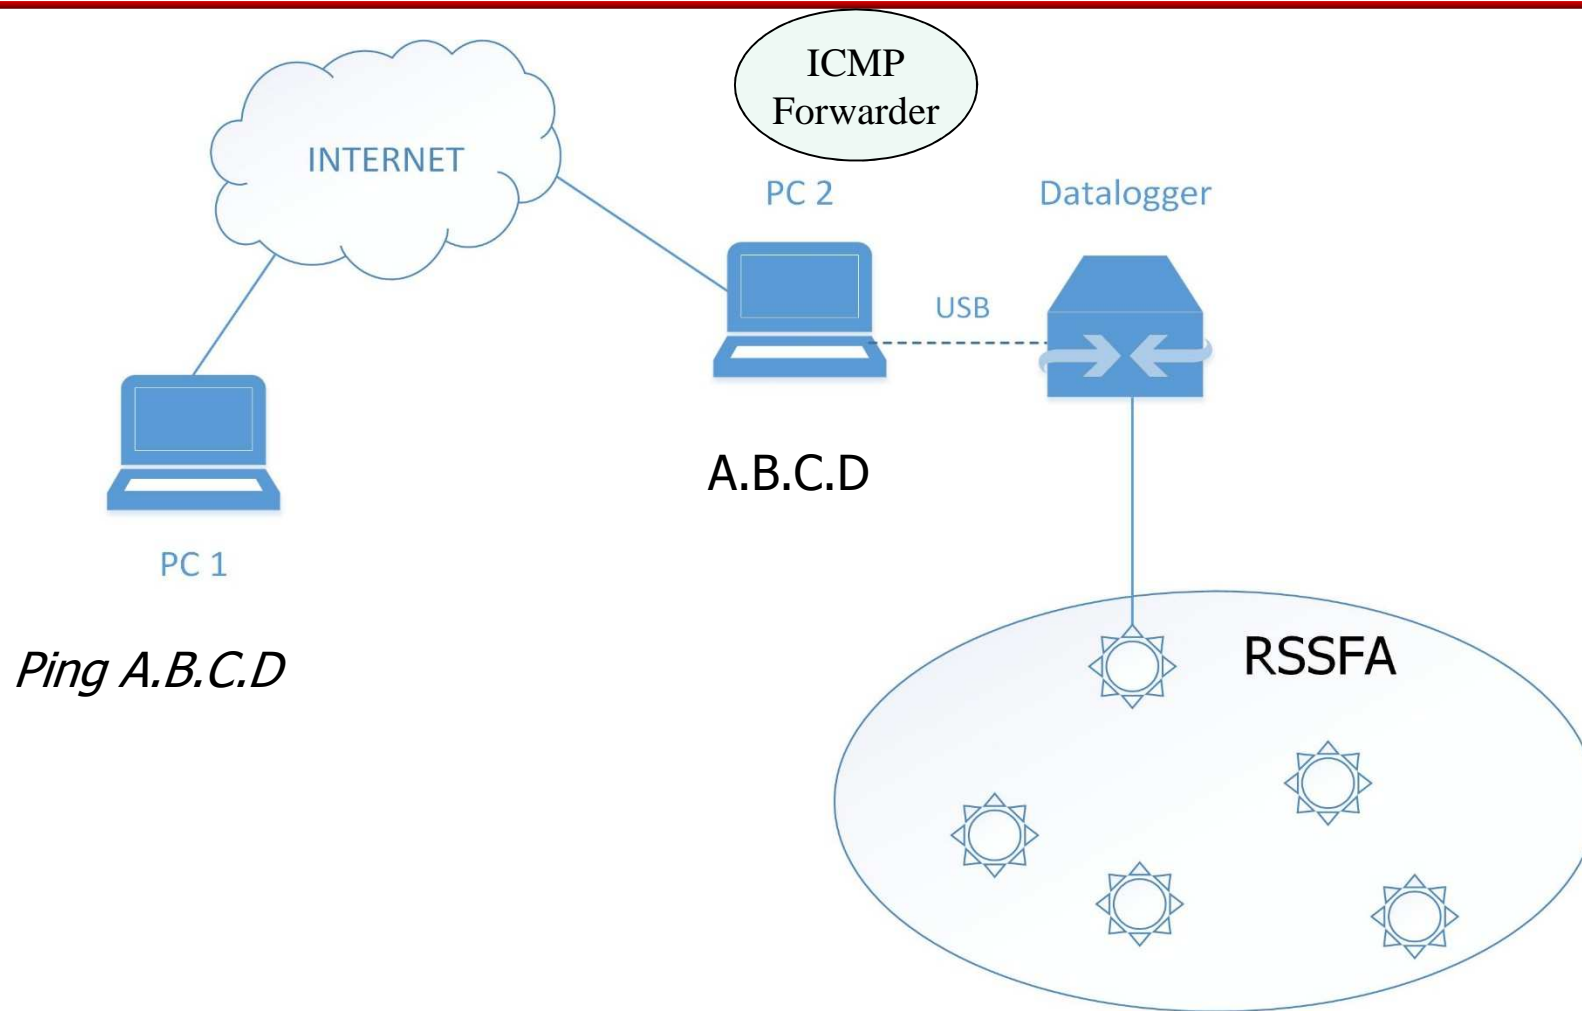 ICMP
Forwarder
INTERNET
PC 2
Datalogger
USB
A.B.C.D
PC 1
RSSFA
Ping A.B.C.D